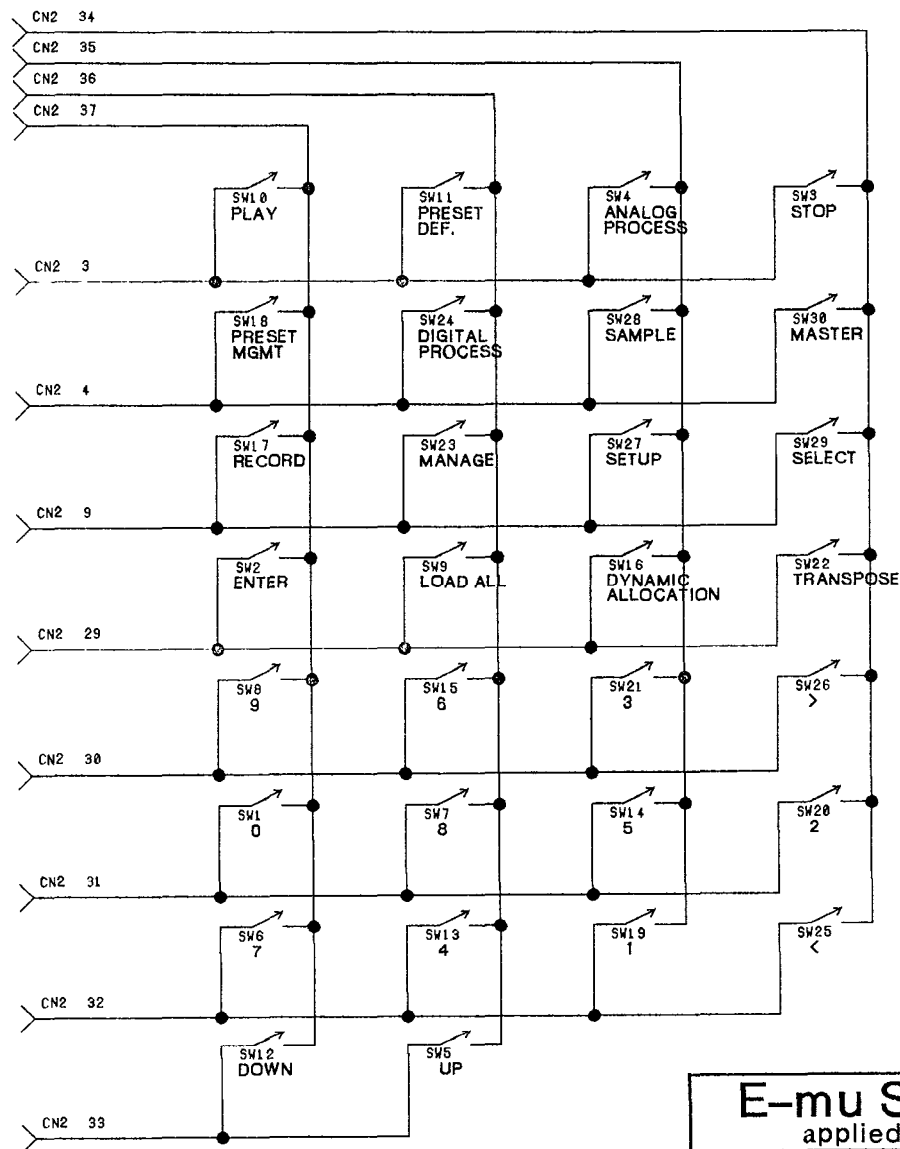 CN2 34
CN2 35
CN2 36
CN2 37
SW10
PLAY
SW11
PRESET
DEF.
SW4
ANALOG
PROCESS
SW3
STOP
CN2 3
SW18
PRESET
MGMT
SW24
DIGITAL
PROCESS
SW28
SAMPLE
SW30
MASTER
CN2 4
SW17
RECORD
SW23
MANAGE
SW27
SETUP
SW29
SELECT
CN2 9
SW2
ENTER
SW9
LOAD ALL
SW16
DYNAMIC
ALLOCATION
SW22
TRANSPOSE
CN2 29
SW8
9
SW15
6
SW21
3
SW26
>
CN2 30
SW1
0
SW7
8
SW14
5
SW20
2
CN2 31
SW6
7
SW13
4
SW19
1
SW25
<
CN2 32
SW12
DOWN
SW5
UP
CN2 33
E-mu S
applied